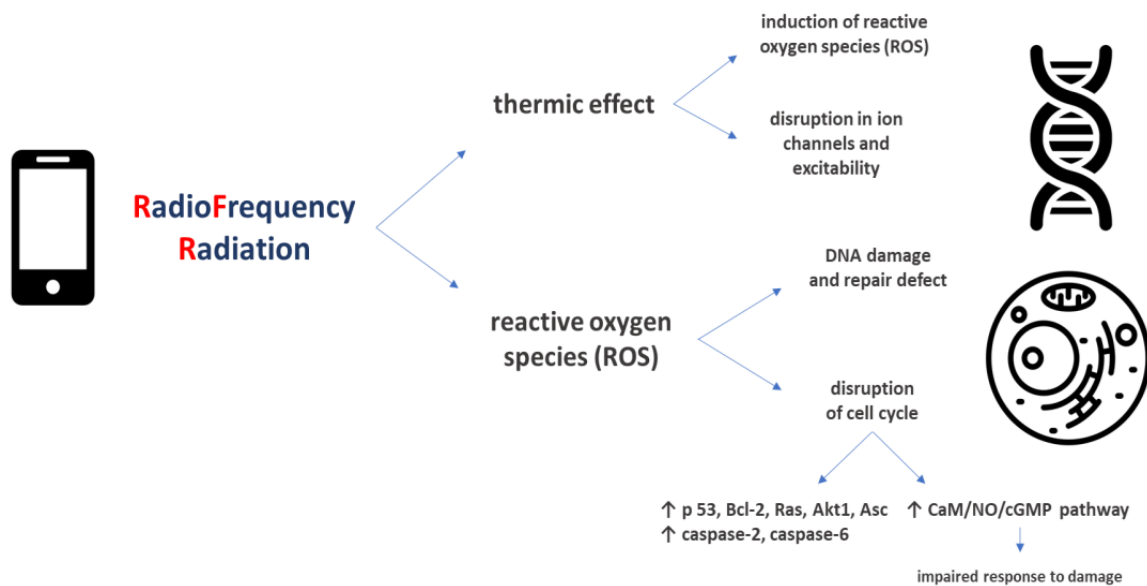 RadioFrequency
Radiation
thermic effect
induction of reactive
oxygen species (ROS)
disruption in ion
channels and
excitability
reactive oxygen
species (ROS)
DNA damage
and repair defect
disruption
of cell cycle
↑ p 53, Bcl-2, Ras, Akt1, Asc
↑ caspase-2, caspase-6
↑ CaM/NO/cGMP pathway
impaired response to damage